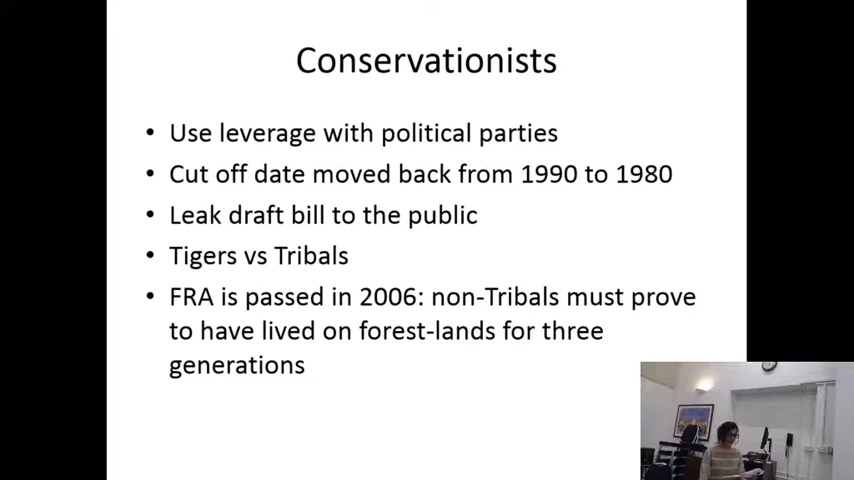 Conservationists
• Use leverage with political parties
• Cut off date moved back from 1990 to 1980
• Leak draft bill to the public
• Tigers vs Tribals
• FRA is passed in 2006: non-Tribals must prove
to have lived on forest-lands for three
generations